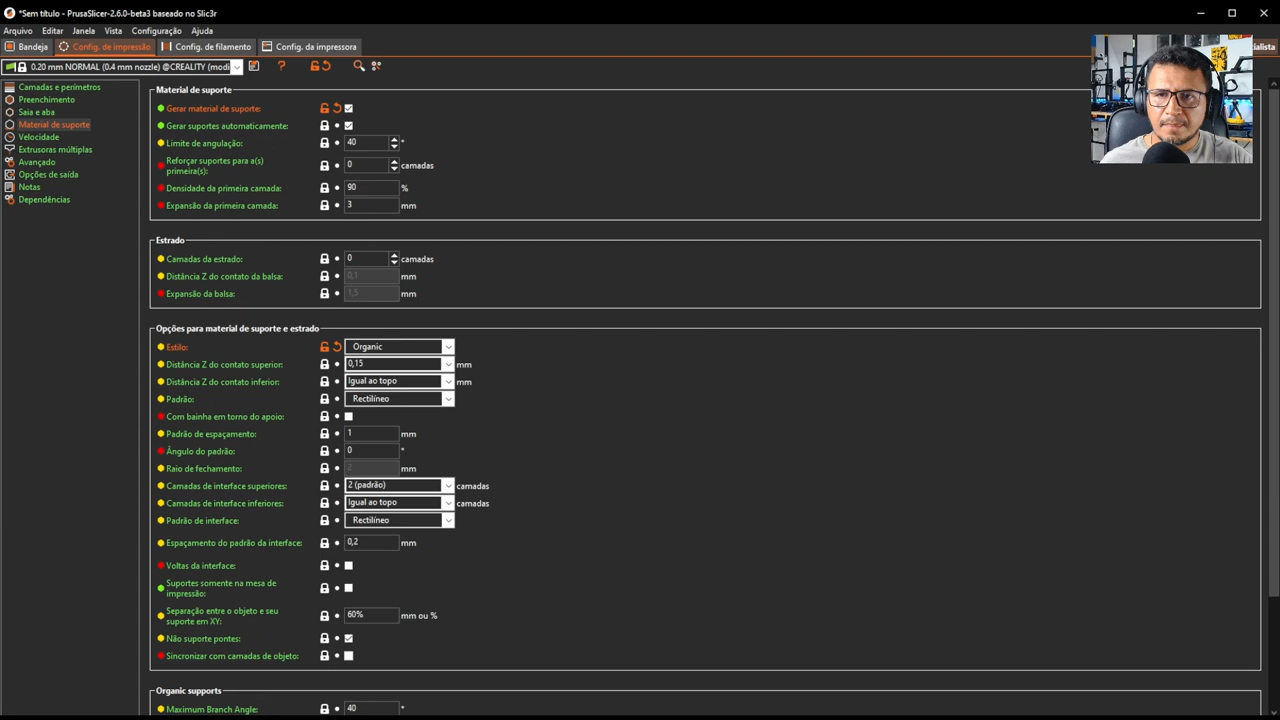 *Sem título - PrusaSlicer-2.6.0-beta3 baseado no Slic3r
Arquivo Editar Janela Vista Configuração Ajuda
Bandeja Config. de impressão Config. de filamento Config. da impressora
0.20 mm NORMAL (0.4 mm nozzle) @CREALITY (modi
Camadas e perímetros
Preenchimento
Saia e aba
Material de suporte
Velocidade
Extrusoras múltiplas
Avançado
Opções de saída
Notas
Dependências
Material de suporte
Gerar material de suporte:
Gerar suportes automaticamente:
Limite de angulação: 40 °
Reforçar suportes para a(s)
primeira(s): 0 camadas
Densidade da primeira camada: 90 %
Expansão da primeira camada: 3 mm
Estrado
Camadas da estrado: 0 camadas
Distância Z do contato da balsa: 0,1 mm
Expansão da balsa: 1,5 mm
Opções para material de suporte e estrado
Estilo: Organic
Distância Z do contato superior: 0,15 mm
Distância Z do contato inferior: Igual ao topo mm
Padrão: Rectilíneo
Com bainha em torno do apoio:
Padrão de espaçamento: 1 mm
Ângulo do padrão: 0 °
Raio de fechamento: 2 mm
Camadas de interface superiores: 2 (padrão) camadas
Camadas de interface inferiores: Igual ao topo camadas
Padrão de interface: Rectilíneo
Espaçamento do padrão da interface: 0,2 mm
Voltas da interface:
Suportes somente na mesa de
impressão:
Separação entre o objeto e seu
suporte em XY: 60% mm ou %
Não suporte pontes:
Sincronizar com camadas de objeto:
Organic supports
Maximum Branch Angle: 40 °